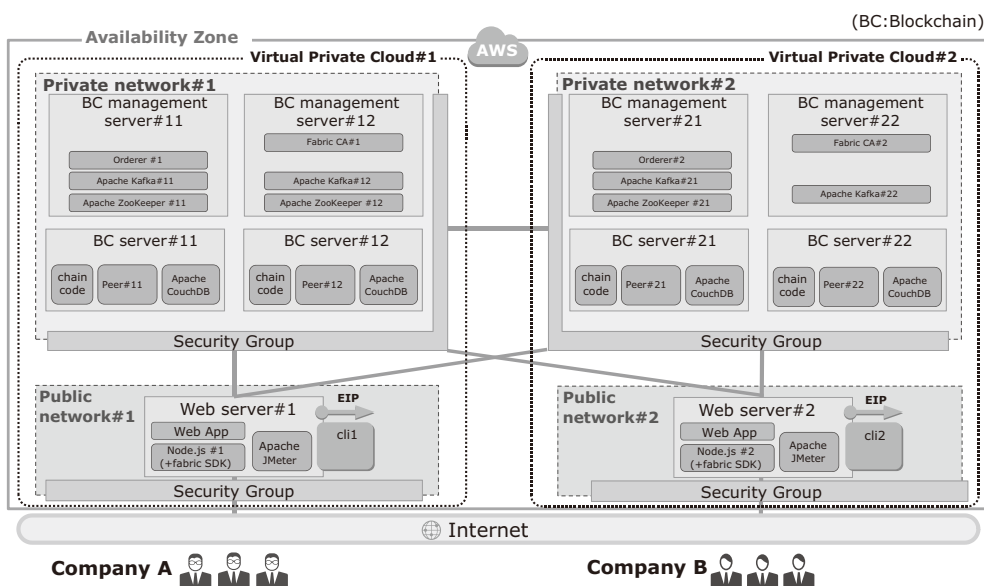 (BC:Blockchain)
Availability Zone
AWS
Virtual Private Cloud#1
Private network#1
BC management
server#11
Orderer #1
Apache Kafka#11
Apache ZooKeeper #11
BC management
server#12
Fabric CA#1
Apache Kafka#12
Apache ZooKeeper #12
BC server#11
chain
code
Peer#11
Apache
CouchDB
BC server#12
chain
code
Peer#12
Apache
CouchDB
Security Group
Public
network#1
Web server#1
Web App
Node.js #1
(+fabric SDK)
Apache
JMeter
EIP
cli1
Security Group
Virtual Private Cloud#2
Private network#2
BC management
server#21
Orderer#2
Apache Kafka#21
Apache ZooKeeper #21
BC management
server#22
Fabric CA#2
Apache Kafka#22
BC server#21
chain
code
Peer#21
Apache
CouchDB
BC server#22
chain
code
Peer#22
Apache
CouchDB
Security Group
Public
network#2
Web server#2
Web App
Node.js #2
(+fabric SDK)
Apache
JMeter
EIP
cli2
Security Group
Internet
Company A
Company B